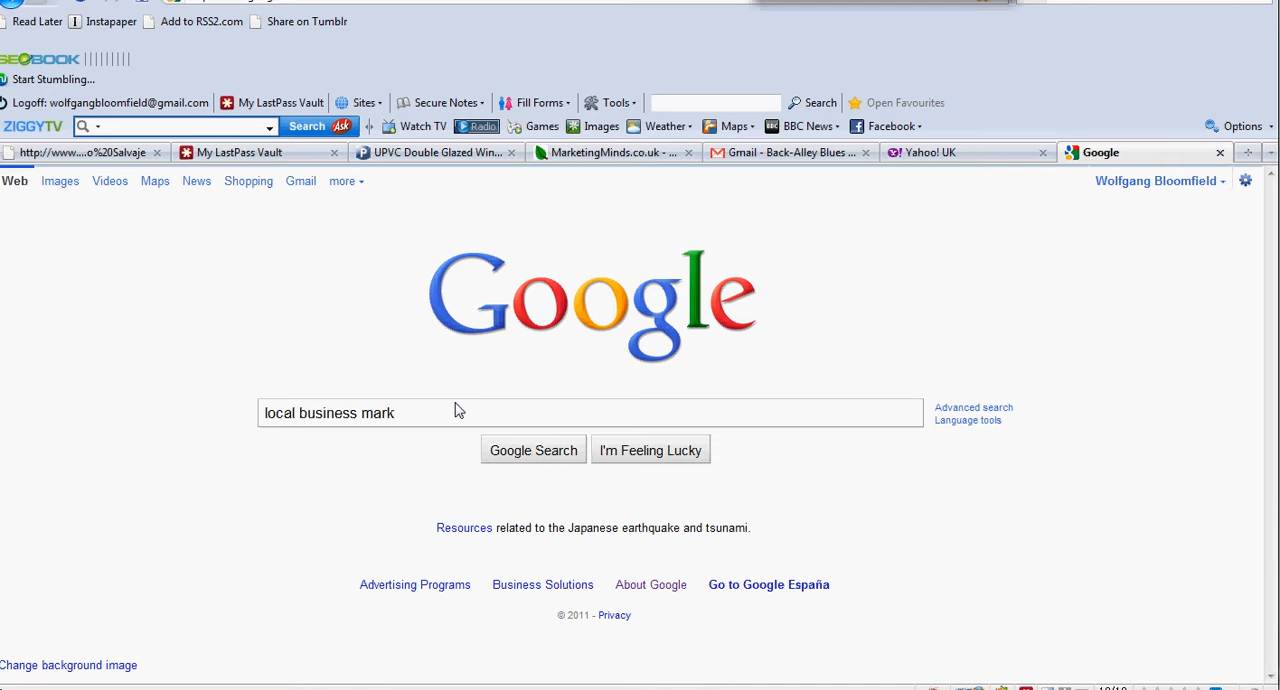 Read Later Instapaper Add to RSS2.com Share on Tumblr
SEOBOOK
Start Stumbling...
Logoff: wolfgangbloomfield@gmail.com My LastPass Vault Sites Secure Notes Fill Forms Tools Search Open Favourites
ZIGGYTV Search Ask Watch TV Radio Games Images Weather Maps BBC News Facebook Options
http://www....o%20Salvaje My LastPass Vault UPVC Double Glazed Win... MarketingMinds.co.uk - ... Gmail - Back-Alley Blues ... Yahoo! UK Google
Web Images Videos Maps News Shopping Gmail more Wolfgang Bloomfield
Google
local business mark
Advanced search
Language tools
Google Search I'm Feeling Lucky
Resources related to the Japanese earthquake and tsunami.
Advertising Programs Business Solutions About Google Go to Google España
© 2011 - Privacy
Change background image